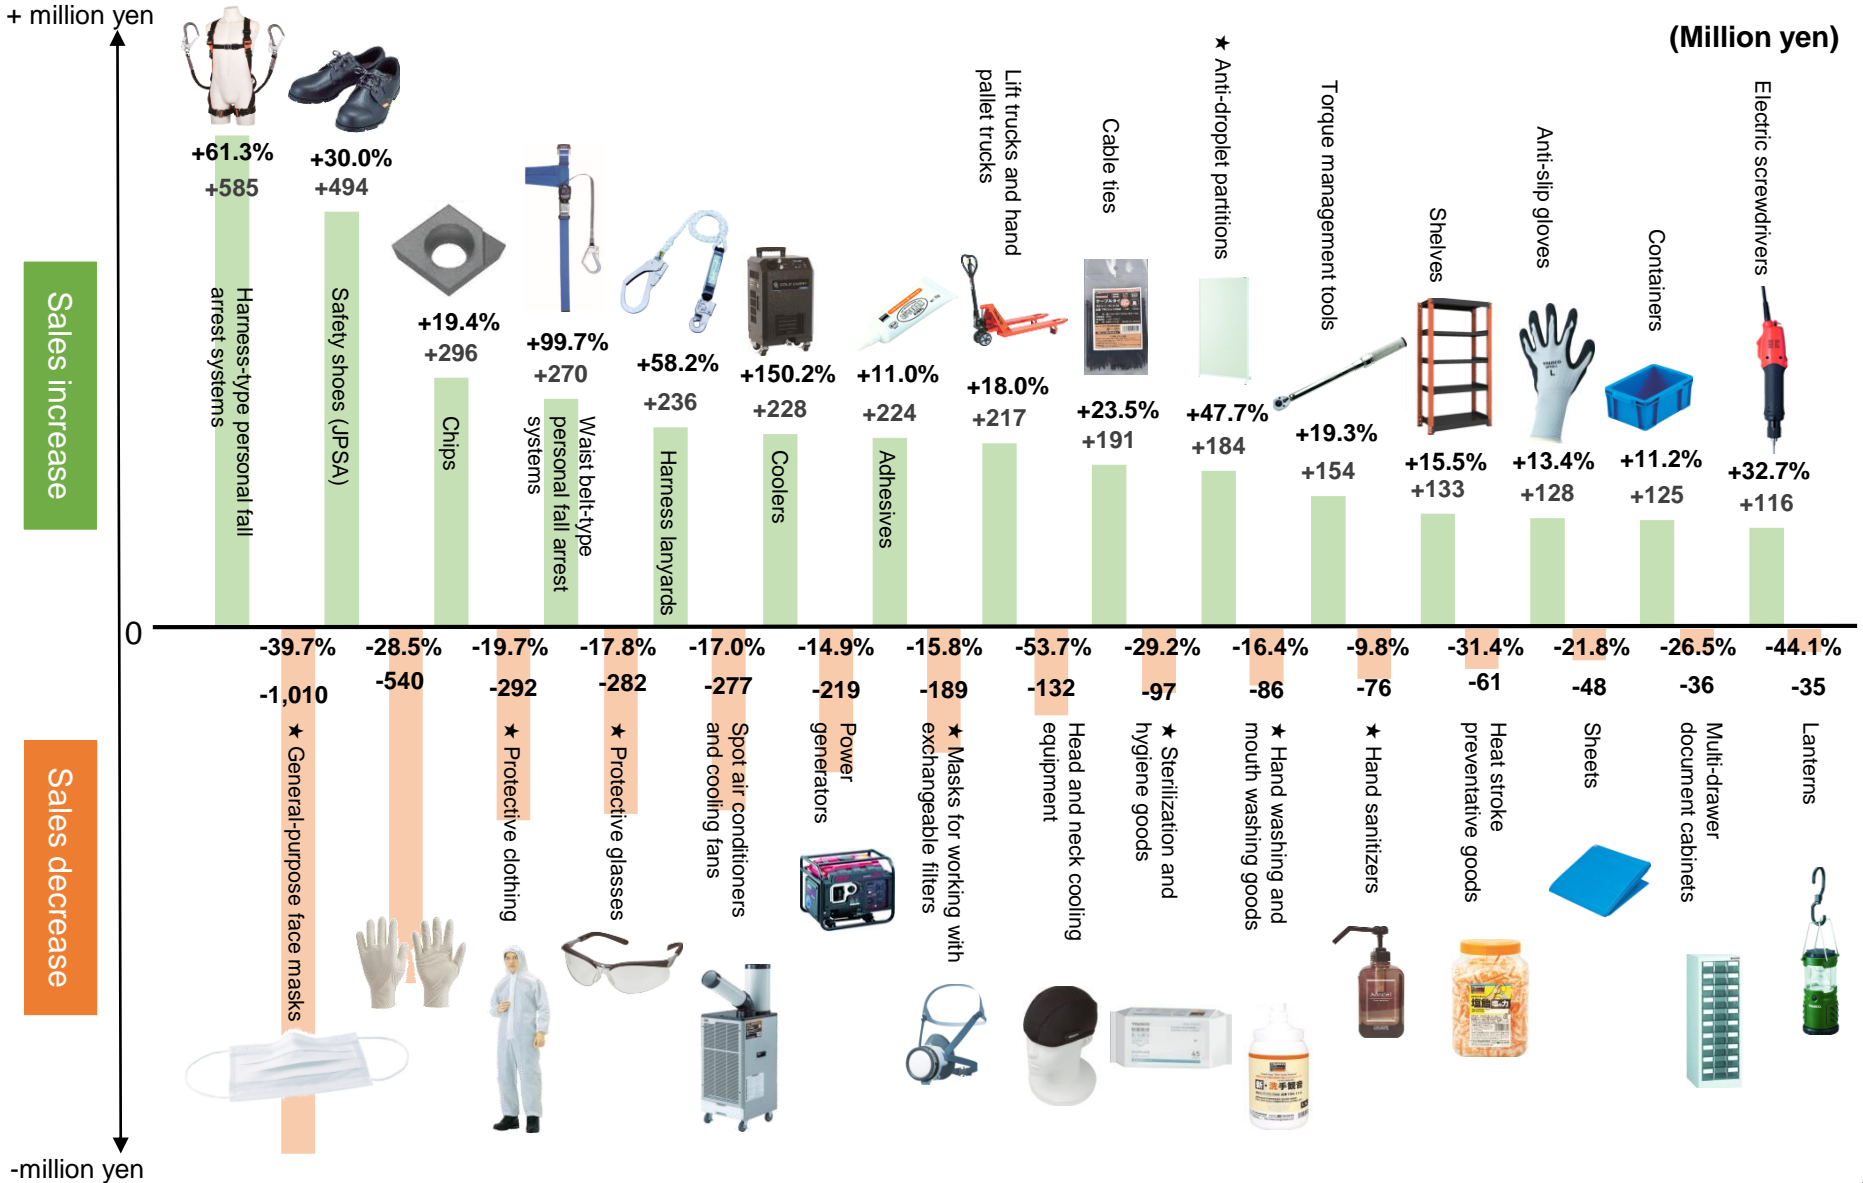 + million yen
(Million yen)
Sales increase
+61.3%
+585
Harness-type personal fall
arrest systems
+30.0%
+494
Safety shoes (JPSA)
+19.4%
+296
Chips
+99.7%
+270
Waist belt-type
personal fall arrest
systems
+58.2%
+236
Harness lanyards
+150.2%
+228
Coolers
+11.0%
+224
Adhesives
Lift trucks and hand
pallet trucks
+18.0%
+217
Cable ties
+23.5%
+191
★ Anti-droplet partitions
+47.7%
+184
Torque management tools
+19.3%
+154
Shelves
+15.5%
+133
Anti-slip gloves
+13.4%
+128
Containers
+11.2%
+125
Electric screwdrivers
+32.7%
+116
0
Sales decrease
-39.7%
-1,010
★ General-purpose face masks
-28.5%
-540
-19.7%
-292
★ Protective clothing
-17.8%
-282
★ Protective glasses
-17.0%
-277
Spot air conditioners
and cooling fans
-14.9%
-219
Power
generators
-15.8%
-189
★ Masks for working with
exchangeable filters
-53.7%
-132
Head and neck cooling
equipment
-29.2%
-97
★ Sterilization and
hygiene goods
-16.4%
-86
★ Hand washing and
mouth washing goods
-9.8%
-76
★ Hand sanitizers
-31.4%
-61
Heat stroke
preventative goods
-21.8%
-48
Sheets
-26.5%
-36
Multi-drawer
document cabinets
-44.1%
-35
Lanterns
-million yen